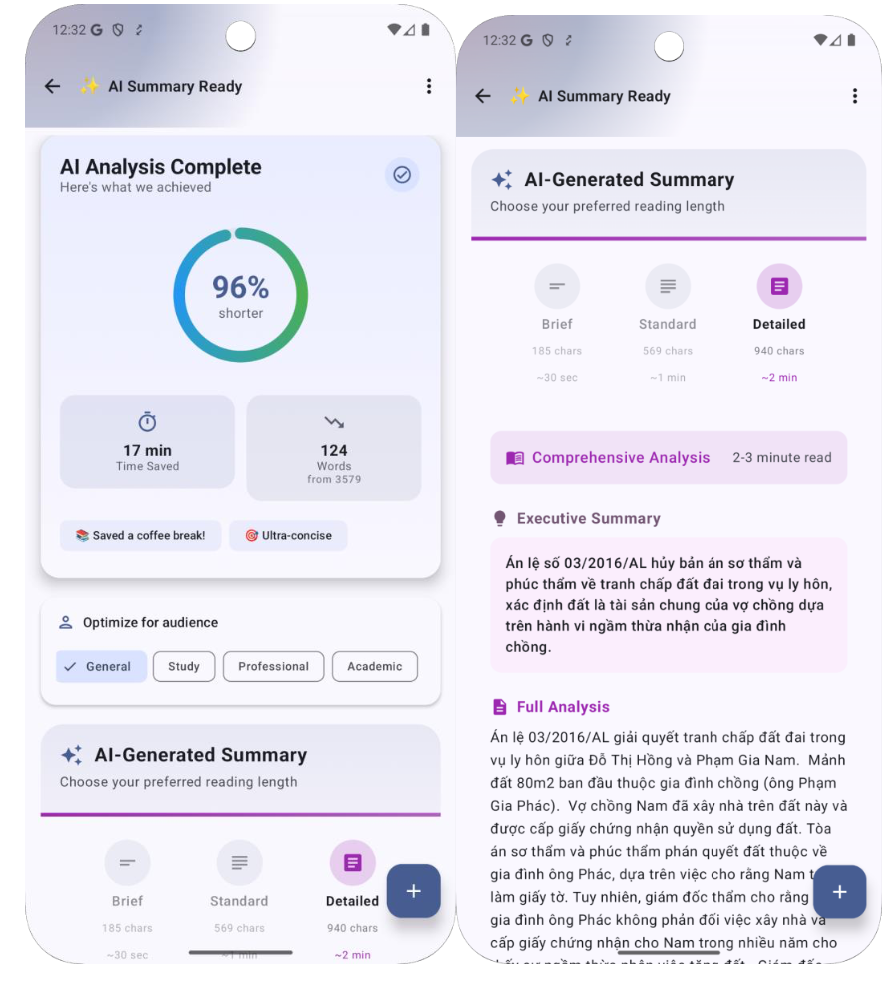 12:32
AI Summary Ready
AI Analysis Complete
Here's what we achieved
96%
shorter
17 min
Time Saved
124
Words
from 3579
Saved a coffee break!
Ultra-concise
Optimize for audience
General
Study
Professional
Academic
AI-Generated Summary
Choose your preferred reading length
Brief
Standard
Detailed
185 chars
569 chars
940 chars
~30 sec
~1 min
~2 min
12:32
AI Summary Ready
AI-Generated Summary
Choose your preferred reading length
Brief
Standard
Detailed
185 chars
569 chars
940 chars
~30 sec
~1 min
~2 min
Comprehensive Analysis
2-3 minute read
Executive Summary
Án lệ số 03/2016/AL hủy bản án sơ thẩm và
phúc thẩm về tranh chấp đất đai trong vụ ly hôn,
xác định đất là tài sản chung của vợ chồng dựa
trên hành vi ngầm thừa nhận của gia đình
chồng.
Full Analysis
Án lệ 03/2016/AL giải quyết tranh chấp đất đai trong
vụ ly hôn giữa Đỗ Thị Hồng và Phạm Gia Nam. Mảnh
đất 80m2 ban đầu thuộc gia đình chồng (ông Phạm
Gia Phác). Vợ chồng Nam đã xây nhà trên đất này và
được cấp giấy chứng nhận quyền sử dụng đất. Tòa
án sơ thẩm và phúc thẩm phán quyết đất thuộc về
gia đình ông Phác, dựa trên việc cho rằng Nam
làm giấy tờ. Tuy nhiên, giám đốc thẩm cho rằng
gia đình ông Phác không phản đối việc xây nhà và
cấp giấy chứng nhận cho Nam trong nhiều năm cho